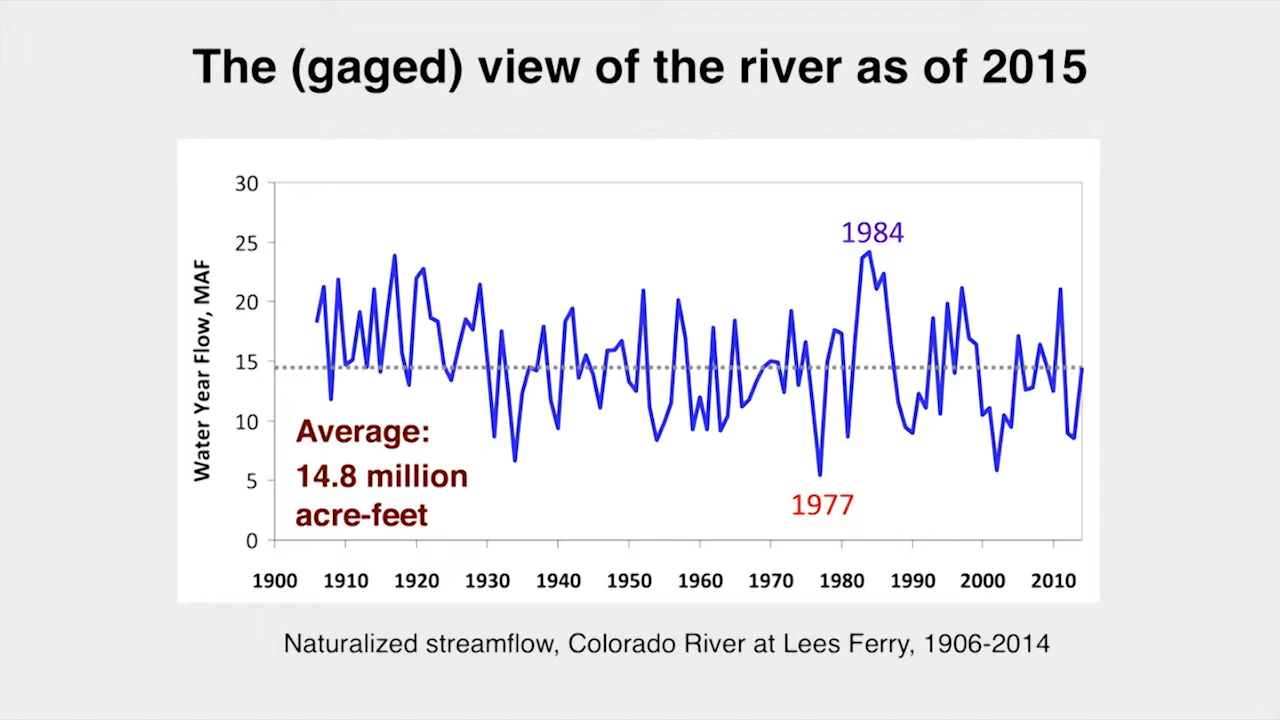 The (gaged) view of the river as of 2015
30
25
20
15
10
5
0
Water Year Flow, MAF
1984
Average:
14.8 million
acre-feet
1977
1900 1910 1920 1930 1940 1950 1960 1970 1980 1990 2000 2010
Naturalized streamflow, Colorado River at Lees Ferry, 1906-2014